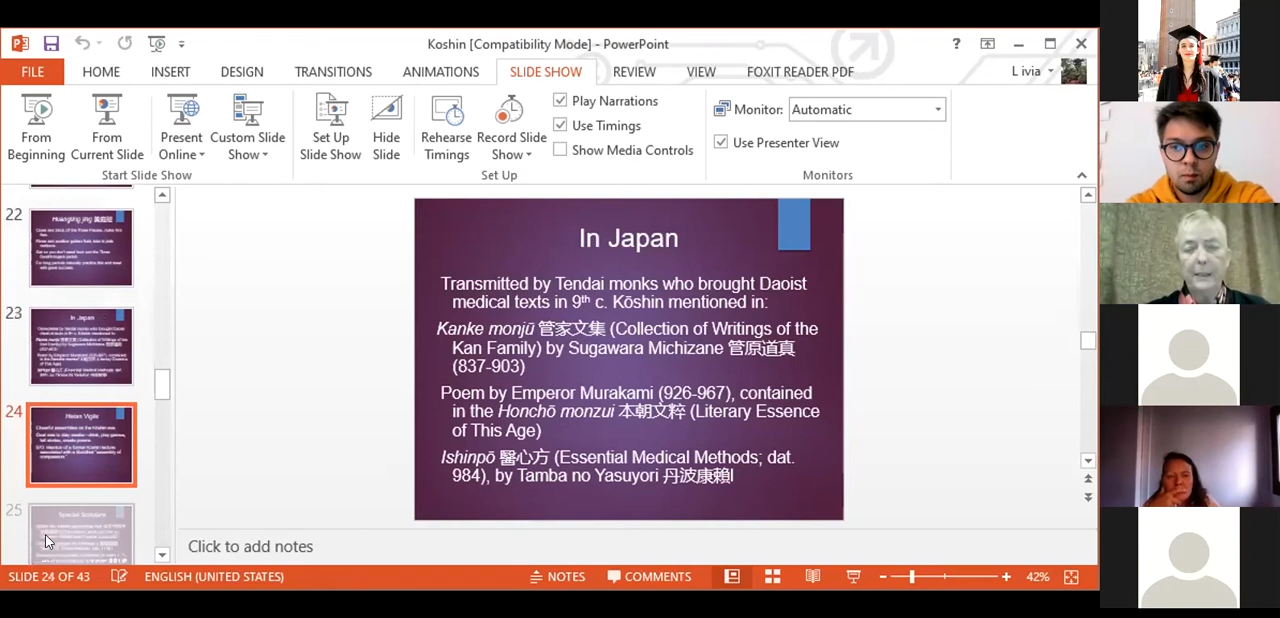 Koshin [Compatibility Mode] - PowerPoint
FILE HOME INSERT DESIGN TRANSITIONS ANIMATIONS SLIDE SHOW REVIEW VIEW FOXIT READER PDF L ivia
From Beginning
From Current Slide
Present Online
Custom Slide Show
Start Slide Show
Set Up Slide Show
Hide Slide
Rehearse Timings
Record Slide Show
Play Narrations
Use Timings
Show Media Controls
Set Up
Monitor: Automatic
Use Presenter View
Monitors
22
23
In Japan
24
Heian Vigils
25
Special Scripture
In Japan
Transmitted by Tendai monks who brought Daoist
medical texts in 9th c. Kōshin mentioned in:
Kanke monjū 管家文集 (Collection of Writings of the
Kan Family) by Sugawara Michizane 管原道真
(837-903)
Poem by Emperor Murakami (926-967), contained
in the Honchō monzui 本朝文粹 (Literary Essence
of This Age)
Ishinpō 醫心方 (Essential Medical Methods; dat.
984), by Tamba no Yasuyori 丹波康賴l
Click to add notes
SLIDE 24 OF 43 ENGLISH (UNITED STATES) NOTES COMMENTS 42%